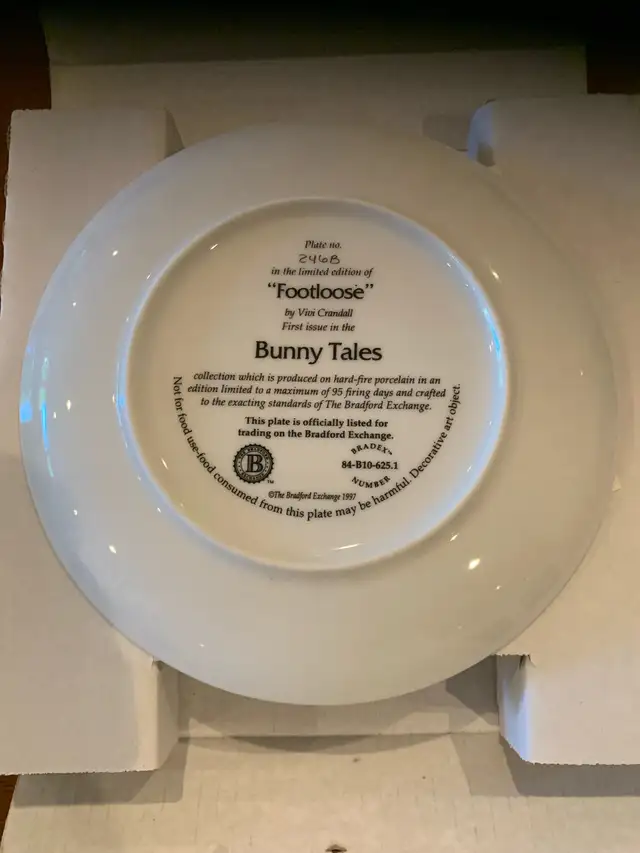 Plate no.
246B
in the limited edition of
“Footloose”
by Vivi Crandall
First issue in the
Bunny Tales
collection which is produced on hard-fire porcelain in an
edition limited to a maximum of 95 firing days and crafted
to the exacting standards of The Bradford Exchange.
This plate is officially listed for
trading on the Bradford Exchange.
B
BRADEX™
84-B10-625.1
NUMBER
©The Bradford Exchange 1997
Not for food use-food consumed from this plate may be harmful. Decorative art object.